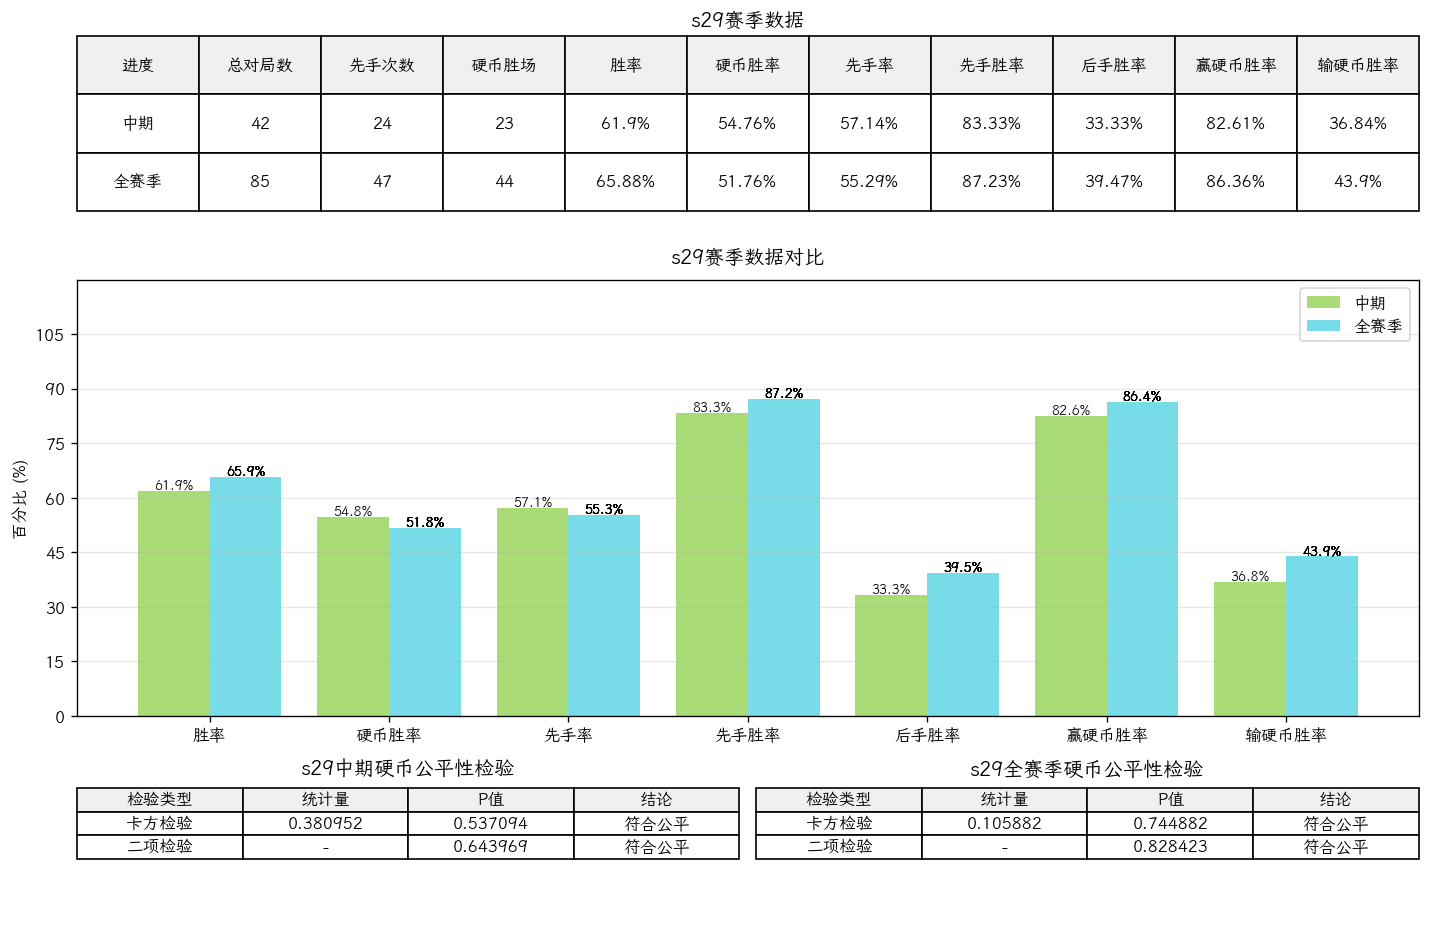 s29赛季数据
进度 总对局数 先手次数 硬币胜场 胜率 硬币胜率 先手率 先手胜率 后手胜率 赢硬币胜率 输硬币胜率
中期 42 24 23 61.9% 54.76% 57.14% 83.33% 33.33% 82.61% 36.84%
全赛季 85 47 44 65.88% 51.76% 55.29% 87.23% 39.47% 86.36% 43.9%
s29赛季数据对比
中期
全赛季
105
90
75
60
45
30
15
0
百分比 (%)
61.9% 65.9% 54.8% 51.8% 57.1% 55.3% 83.3% 87.2% 33.3% 39.5% 82.6% 86.4% 36.8% 43.9%
胜率 硬币胜率 先手率 先手胜率 后手胜率 赢硬币胜率 输硬币胜率
s29中期硬币公平性检验
检验类型 统计量 P值 结论
卡方检验 0.380952 0.537094 符合公平
二项检验 - 0.643969 符合公平
s29全赛季硬币公平性检验
检验类型 统计量 P值 结论
卡方检验 0.105882 0.744882 符合公平
二项检验 - 0.828423 符合公平